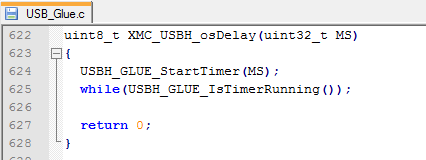 USB_Glue.c
622 uint8_t XMC_USBH_osDelay(uint32_t MS)
623 {
624 USBH_GLUE_StartTimer(MS);
625 while(USBH_GLUE_IsTimerRunning());
626
627 return 0;
628 }